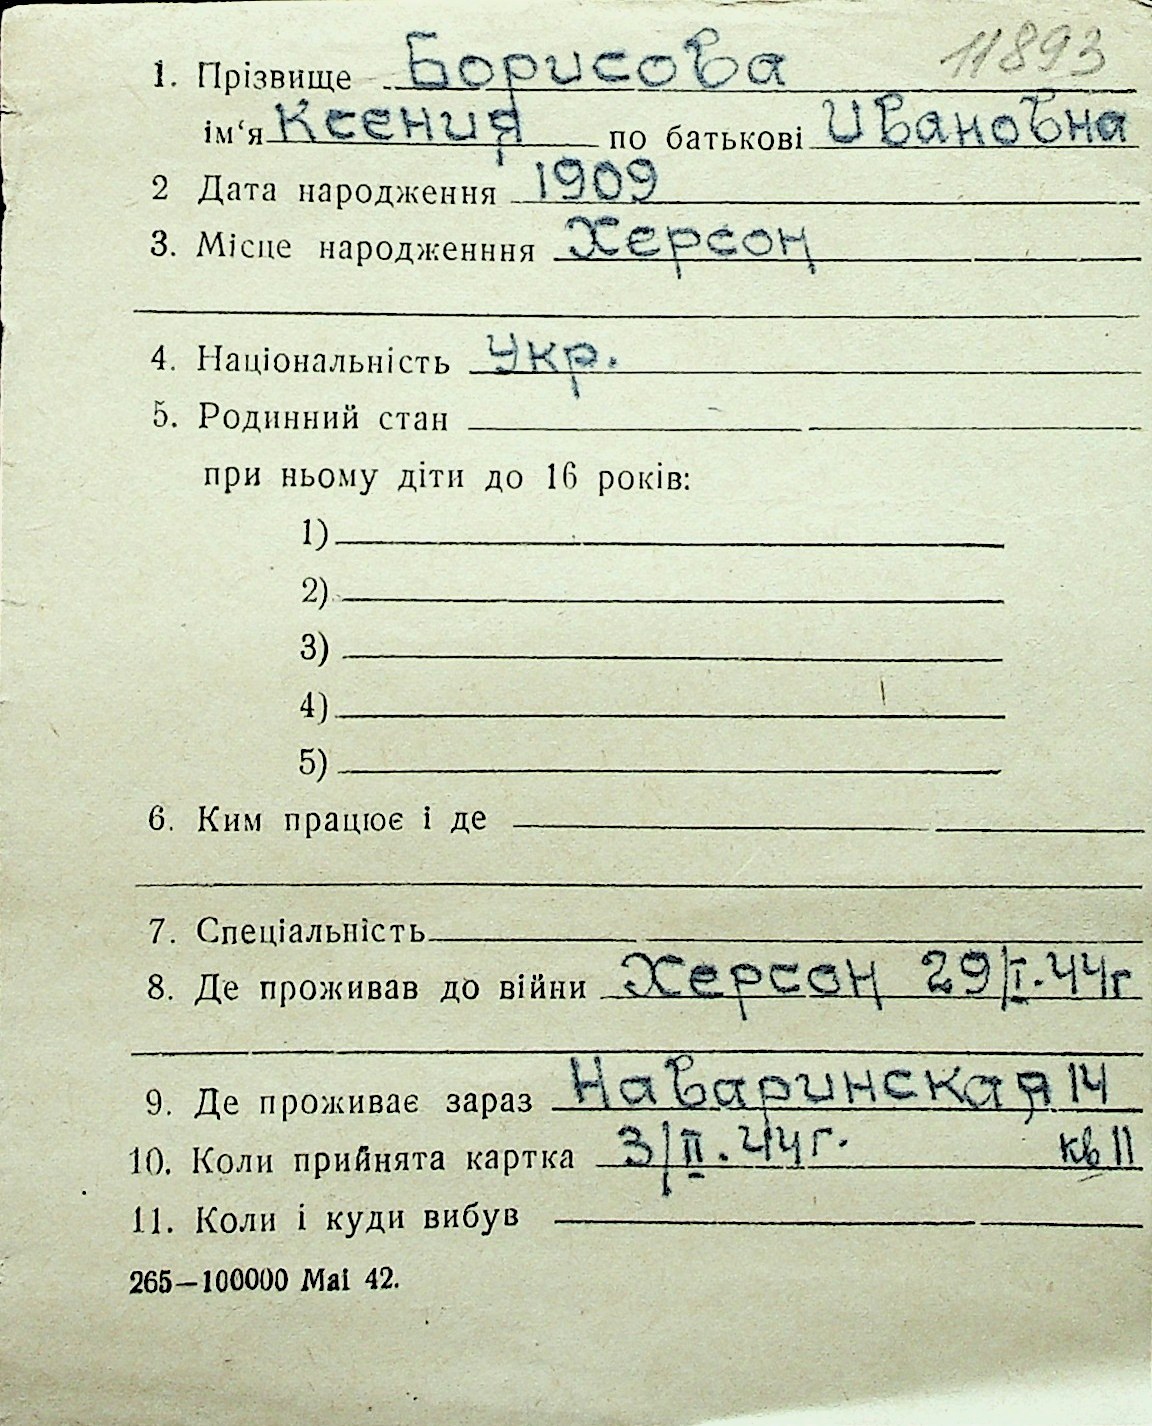 11893
1. Прізвище Борисова
ім‘я Ксения по батькові Ивановна
2 Дата народження 1909
3. Місце народженння Херсон
4. Національність Укр.
5. Родинний стан
при ньому діти до 16 років:
1)
2)
3)
4)
5)
6. Ким працює і де
7. Спеціальність
8. Де проживав до війни Херсон 29/I.44г
9. Де проживає зараз Наваринская 14
10. Коли прийнята картка 3/II.44г. кв 11
11. Коли і куди вибув
265—100000 Mai 42.